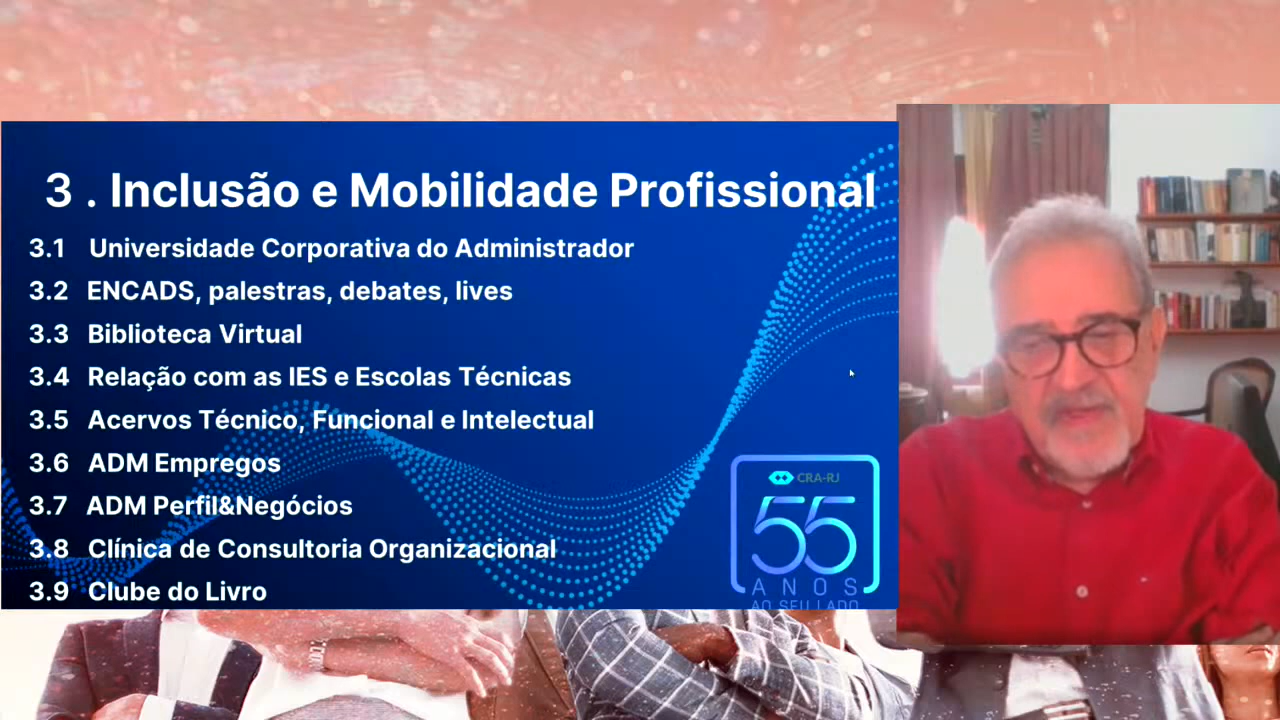 3 . Inclusão e Mobilidade Profissional
3.1 Universidade Corporativa do Administrador
3.2 ENCADS, palestras, debates, lives
3.3 Biblioteca Virtual
3.4 Relação com as IES e Escolas Técnicas
3.5 Acervos Técnico, Funcional e Intelectual
3.6 ADM Empregos
3.7 ADM Perfil&Negócios
3.8 Clínica de Consultoria Organizacional
3.9 Clube do Livro
CRA-RJ
55
ANOS
AO SEU LADO